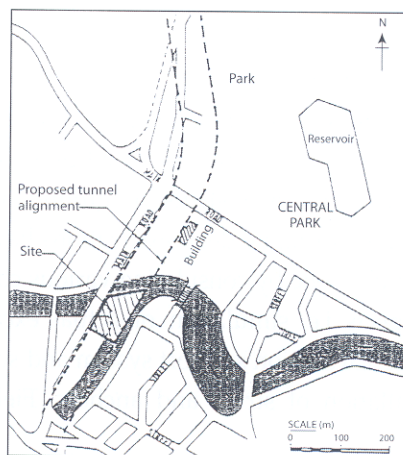 N
Park
Reservoir
Proposed tunnel
alignment
CENTRAL
PARK
Building
Site
SCALE (m)
0 100 200